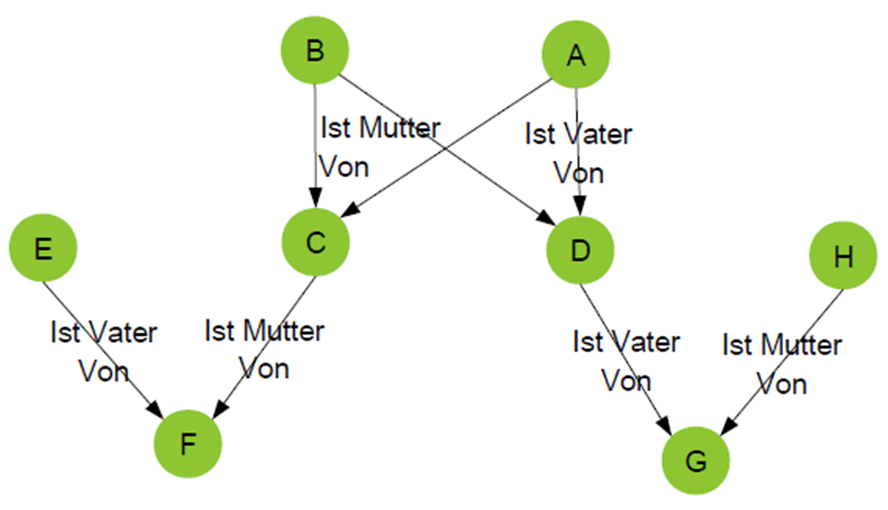 B
A
Ist Mutter
Von
Ist Vater
Von
E
C
D
H
Ist Vater
Von
Ist Mutter
Von
Ist Vater
Von
Ist Mutter
Von
F
G